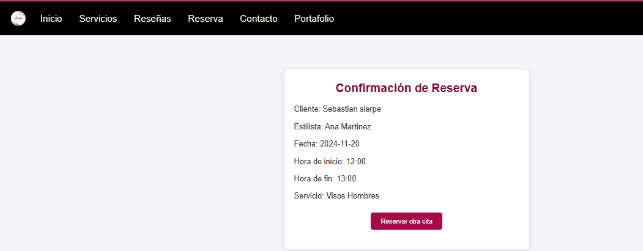 Inicio Servicios Reseñas Reserva Contacto Portafolio
Confirmación de Reserva
Cliente: Sebastian sierpe
Estilista: Ana Martinez
Fecha: 2024-11-20
Hora de inicio: 12:00
Hora de fin: 13:00
Servicio: Visos Hombres
Reservar otra cita